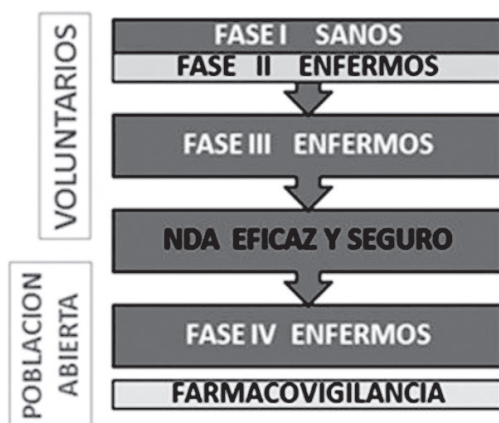 VOLUNTARIOS
FASE I SANOS
FASE II ENFERMOS
FASE III ENFERMOS
NDA EFICAZ Y SEGURO
POBLACION
ABIERTA
FASE IV ENFERMOS
FARMACOVIGILANCIA